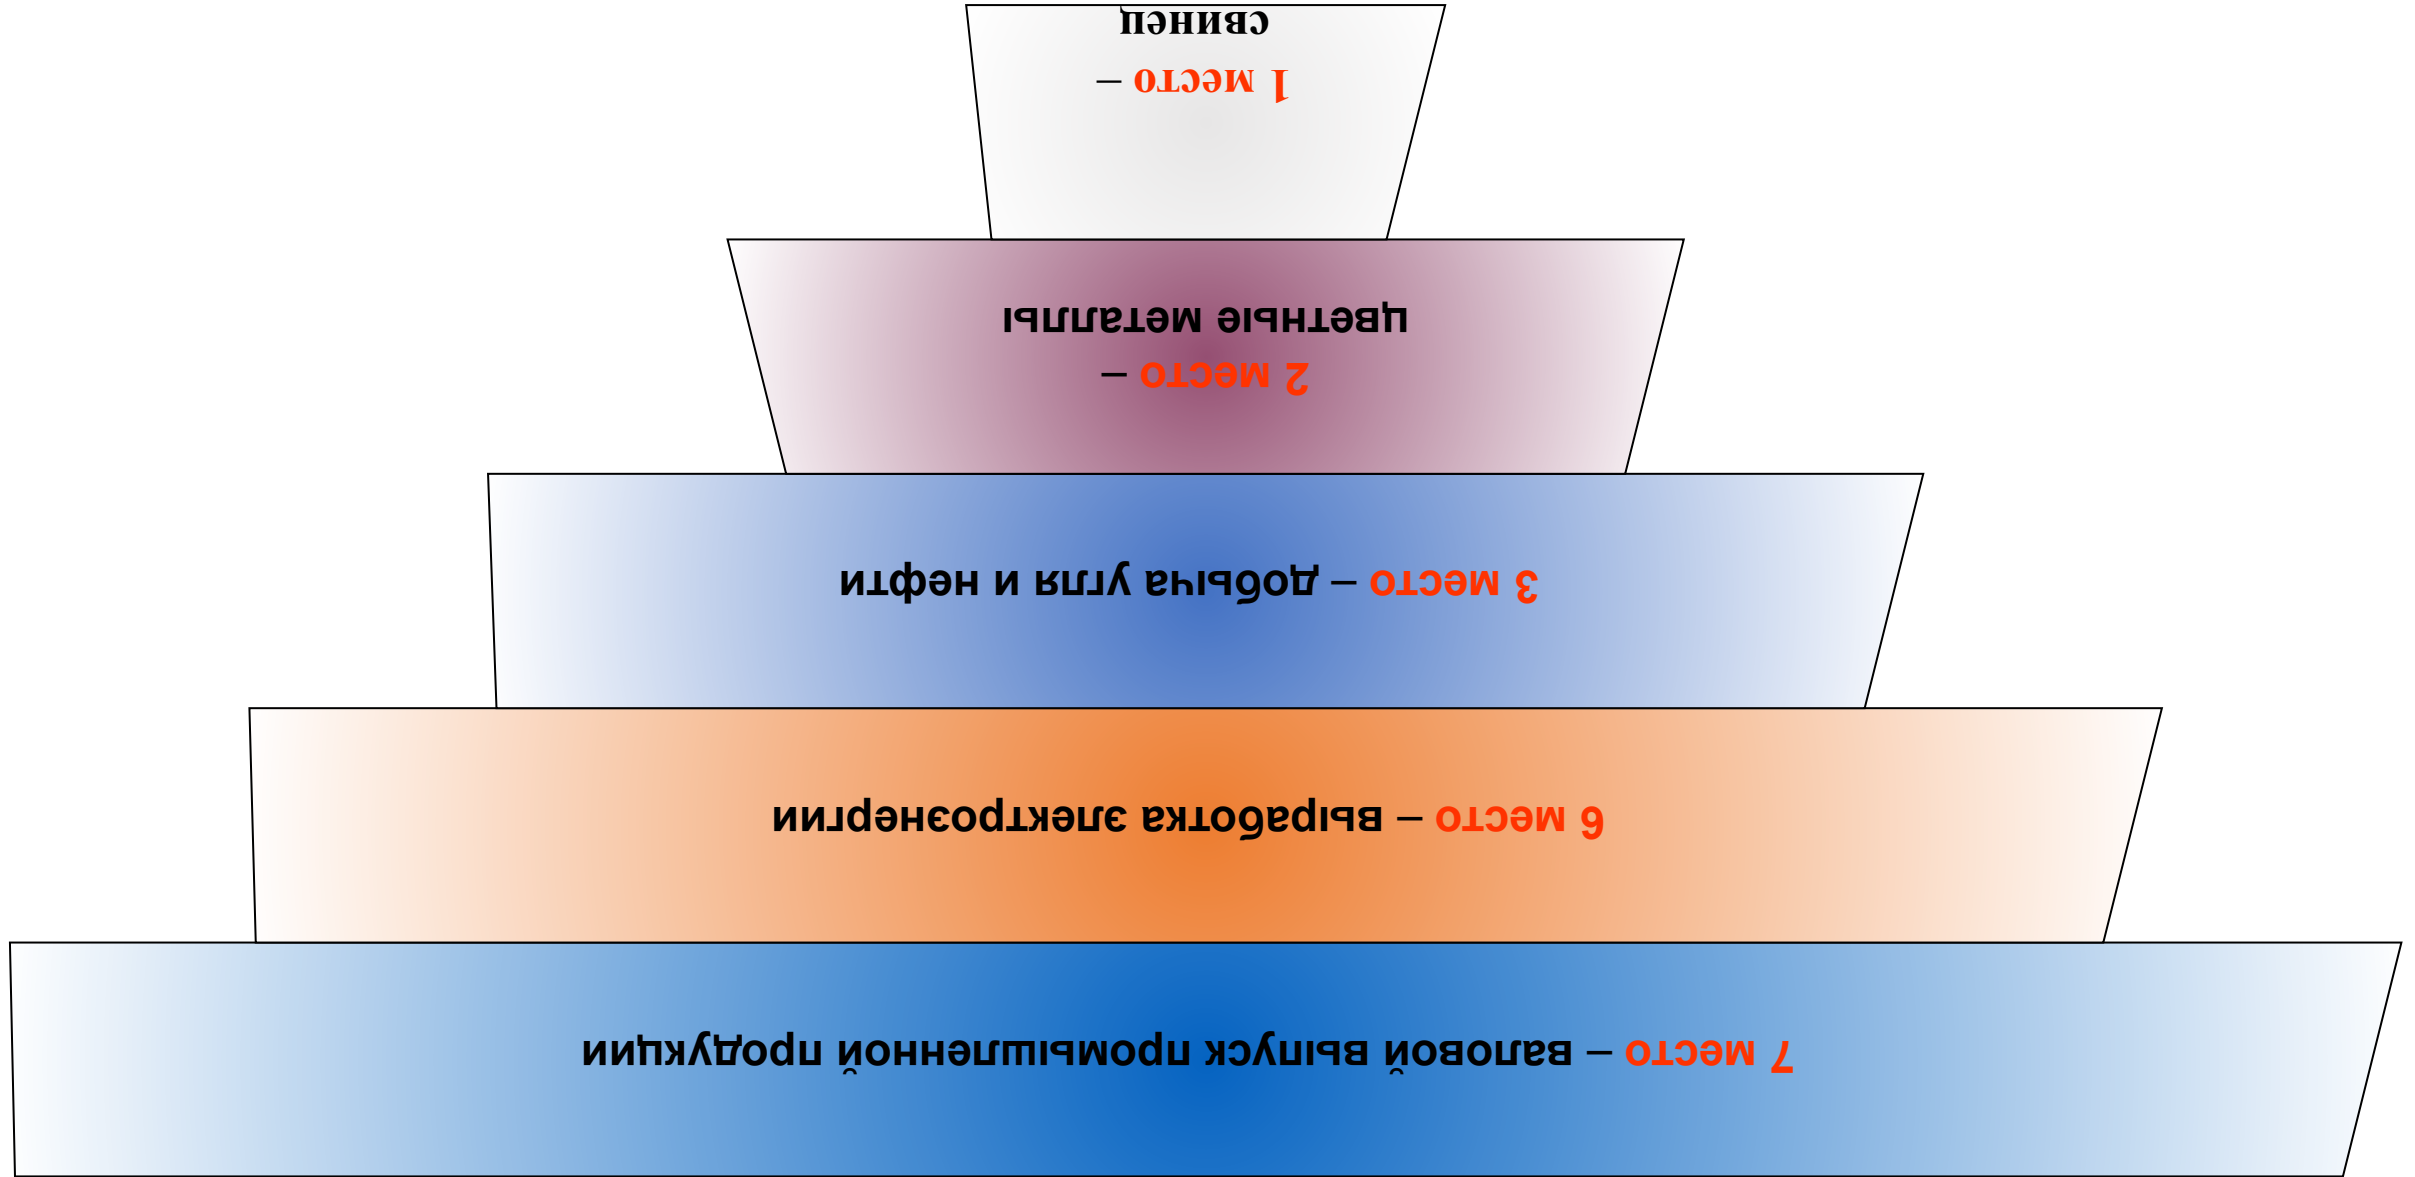 7 место – валовой выпуск промышленной продукции
6 место – выработка электроэнергии
3 место – добыча угля и нефти
2 место –
цветные металлы
1 место –
свинец